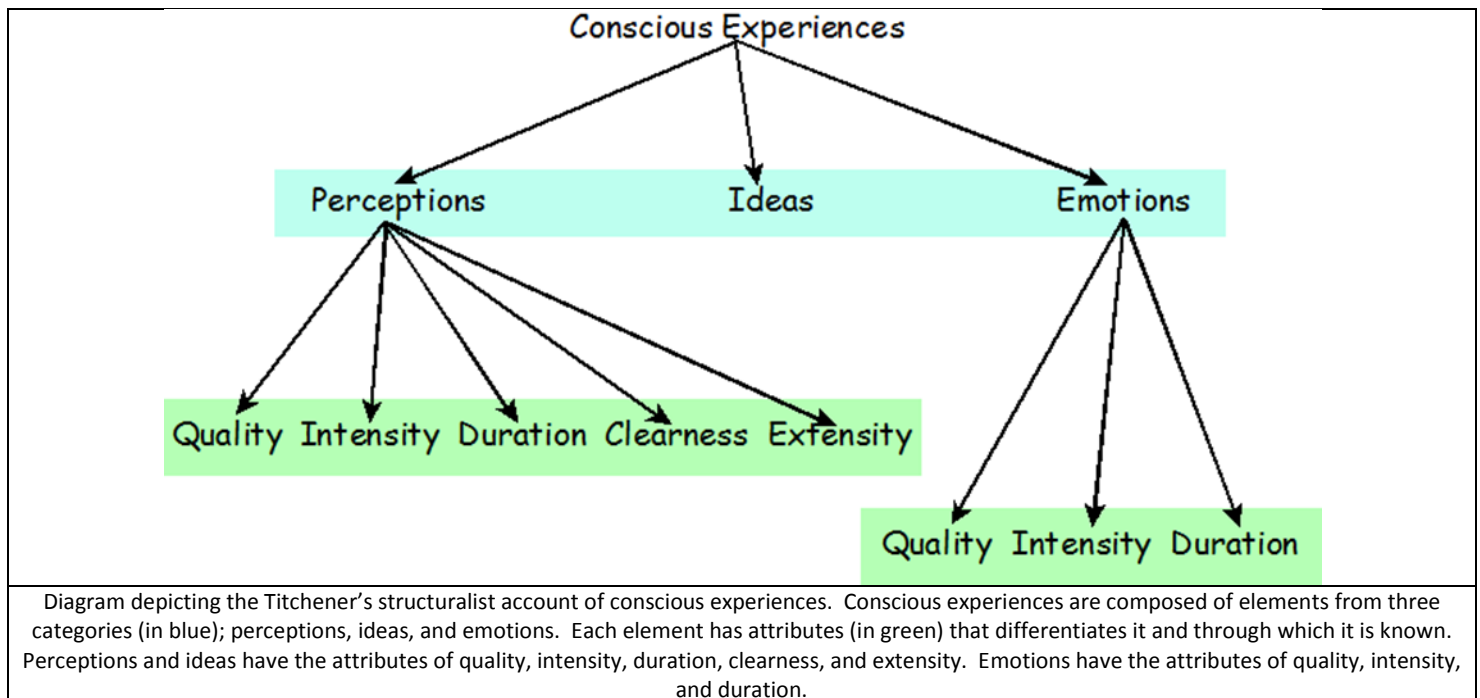 Conscious Experiences
Perceptions Ideas Emotions
Quality Intensity Duration Clearness Extensity
Quality Intensity Duration
Diagram depicting the Titchener’s structuralist account of conscious experiences.  Conscious experiences are composed of elements from three
categories (in blue); perceptions, ideas, and emotions.  Each element has attributes (in green) that differentiates it and through which it is known.
Perceptions and ideas have the attributes of quality, intensity, duration, clearness, and extensity.  Emotions have the attributes of quality, intensity,
and duration.